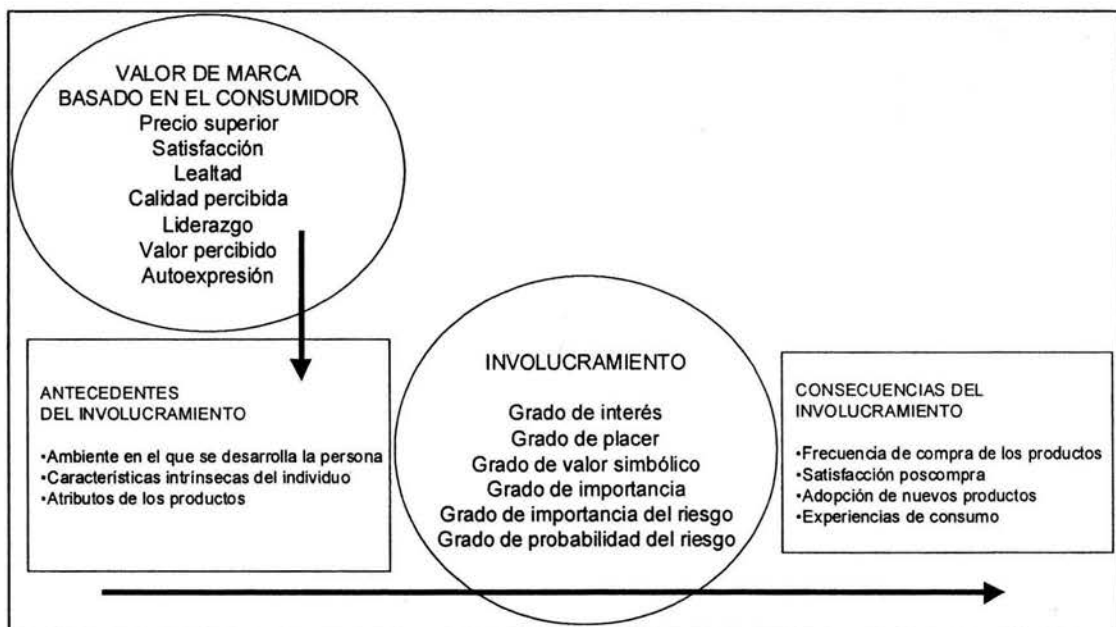 VALOR DE MARCA
BASADO EN EL CONSUMIDOR
Precio superior
Satisfacción
Lealtad
Calidad percibida
Liderazgo
Valor percibido
Autoexpresión
ANTECEDENTES
DEL INVOLUCRAMIENTO
•Ambiente en el que se desarrolla la persona
•Características intrínsecas del individuo
•Atributos de los productos
INVOLUCRAMIENTO
Grado de interés
Grado de placer
Grado de valor simbólico
Grado de importancia
Grado de importancia del riesgo
Grado de probabilidad del riesgo
CONSECUENCIAS DEL
INVOLUCRAMIENTO
•Frecuencia de compra de los productos
•Satisfacción poscompra
•Adopción de nuevos productos
•Experiencias de consumo